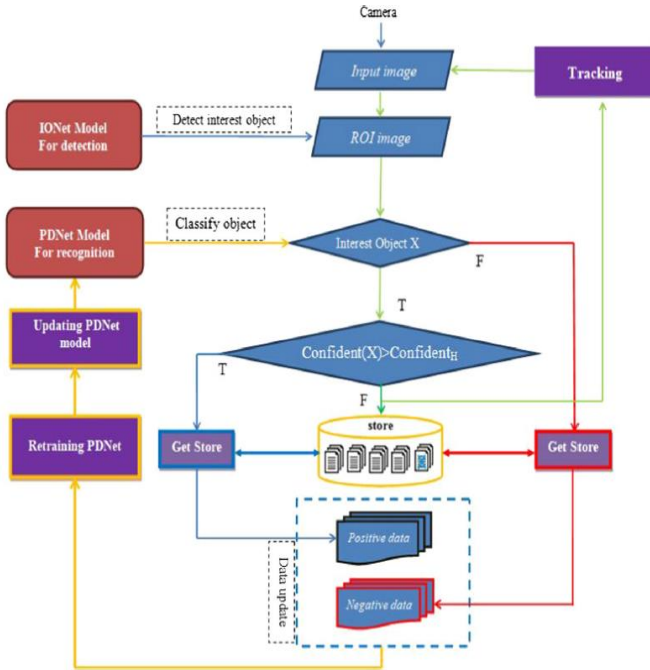 Camera
Input image
Tracking
IONet Model
For detection
Detect interest object
ROI image
PDNet Model
For recognition
Classify object
Interest Object X
F
T
Updating PDNet
model
Confident(X)>Confident_H
T
F
Retraining PDNet
Get Store
store
Get Store
Positive data
Data update
Negative data